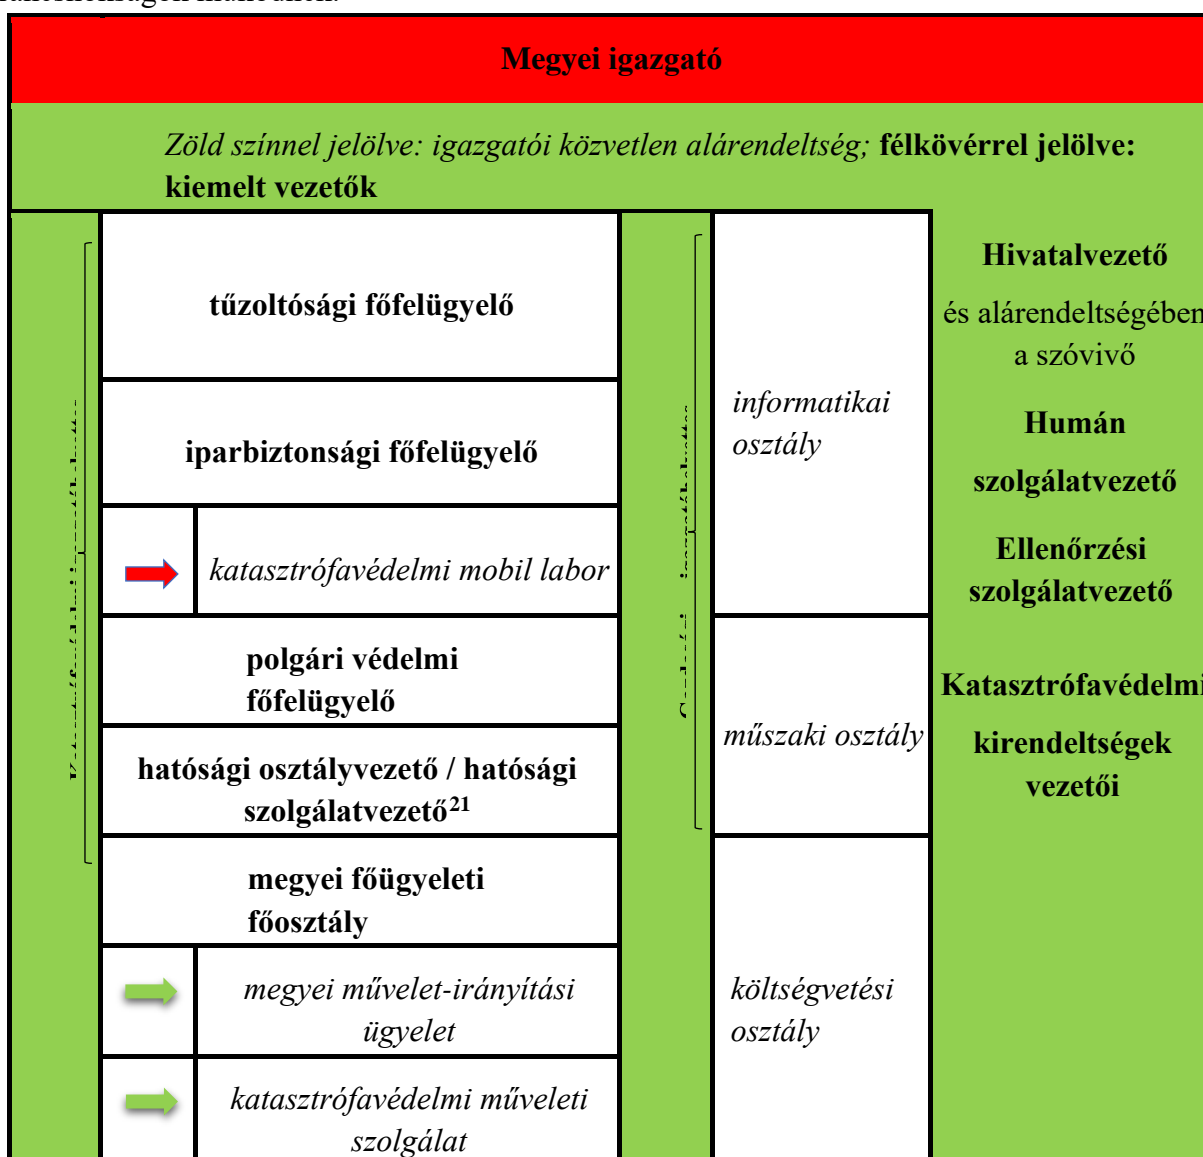 Megyei igazgató
Zöld színnel jelölve: igazgatói közvetlen alárendeltség; félkövérrel jelölve:
kiemelt vezetők
tűzoltósági főfelügyelő
iparbiztonsági főfelügyelő
katasztrófavédelmi mobil labor
polgári védelmi
főfelügyelő
hatósági osztályvezető / hatósági
szolgálatvezető21
megyei főügyeleti
főosztály
megyei művelet-irányítási
ügyelet
katasztrófavédelmi műveleti
szolgálat
informatikai
osztály
műszaki osztály
költségvetési
osztály
Hivatalvezető
és alárendeltségében
a szóvivő
Humán
szolgálatvezető
Ellenőrzési
szolgálatvezető
Katasztrófavédelmi
kirendeltségek
vezetői